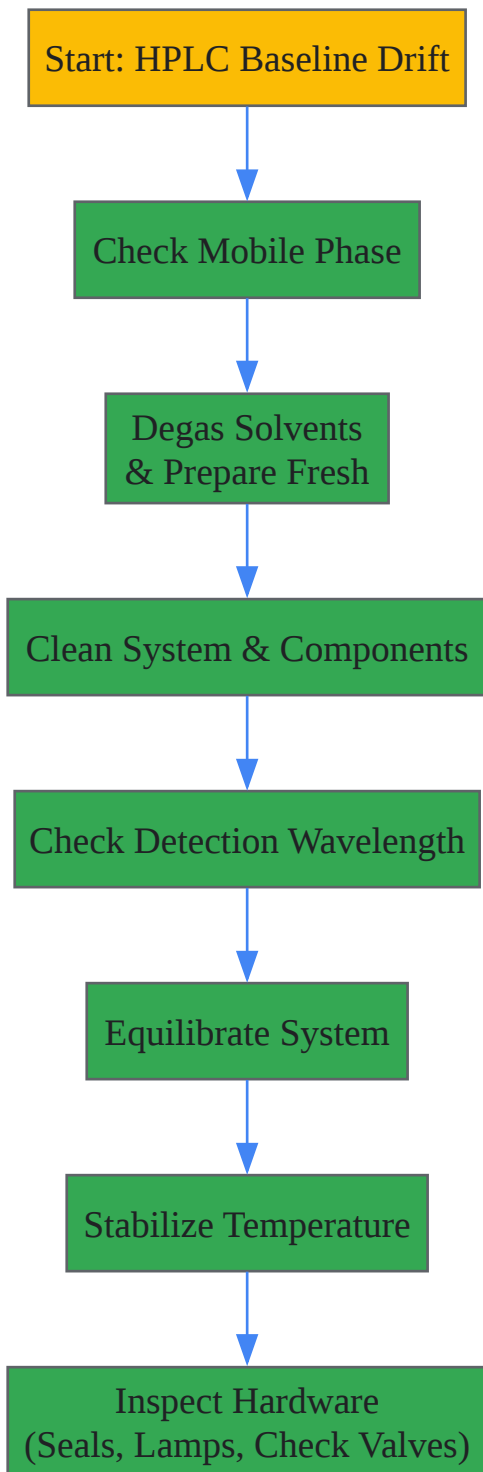 Start: HPLC Baseline Drift
Check Mobile Phase
Degas Solvents
& Prepare Fresh
Clean System & Components
Check Detection Wavelength
Equilibrate System
Stabilize Temperature
Inspect Hardware
(Seals, Lamps, Check Valves)